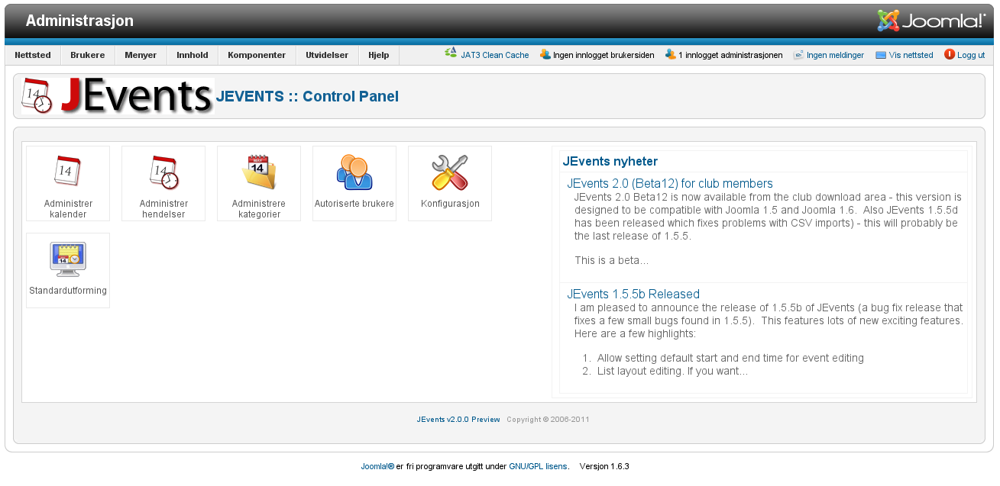 Administrasjon
Joomla!
Nettsted Brukere Menyer Innhold Komponenter Utvidelser Hjelp JAT3 Clean Cache Ingen innlogget brukersiden 1 innlogget administrasjonen Ingen meldinger Vis nettsted Logg ut
14 JEvents JEVENTS :: Control Panel
14
Administrer
kalender
14
Administrer
hendelser
MAY
14
Administrere
kategorier
Autoriserte brukere
Konfigurasjon
14
Standardutforming
JEvents nyheter
JEvents 2.0 (Beta12) for club members
JEvents 2.0 Beta12 is now available from the club download area - this version is
designed to be compatible with Joomla 1.5 and Joomla 1.6.  Also JEvents 1.5.5d
has been released which fixes problems with CSV imports) - this will probably be
the last release of 1.5.5.
This is a beta...
JEvents 1.5.5b Released
I am pleased to announce the release of 1.5.5b of JEvents (a bug fix release that
fixes a few small bugs found in 1.5.5).  This features lots of new exciting features.
Here are a few highlights:
1. Allow setting default start and end time for event editing
2. List layout editing. If you want...
JEvents v2.0.0 Preview Copyright © 2006-2011
Joomla!® er fri programvare utgitt under GNU/GPL lisens. Versjon 1.6.3